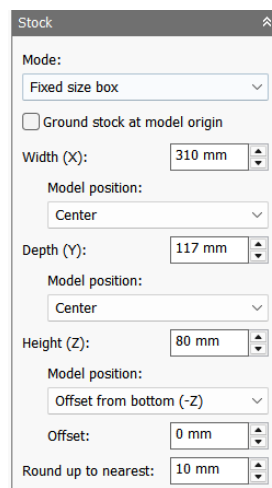 Stock
Mode:
Fixed size box
Ground stock at model origin
Width (X): 310 mm
Model position:
Center
Depth (Y): 117 mm
Model position:
Center
Height (Z): 80 mm
Model position:
Offset from bottom (-Z)
Offset: 0 mm
Round up to nearest: 10 mm